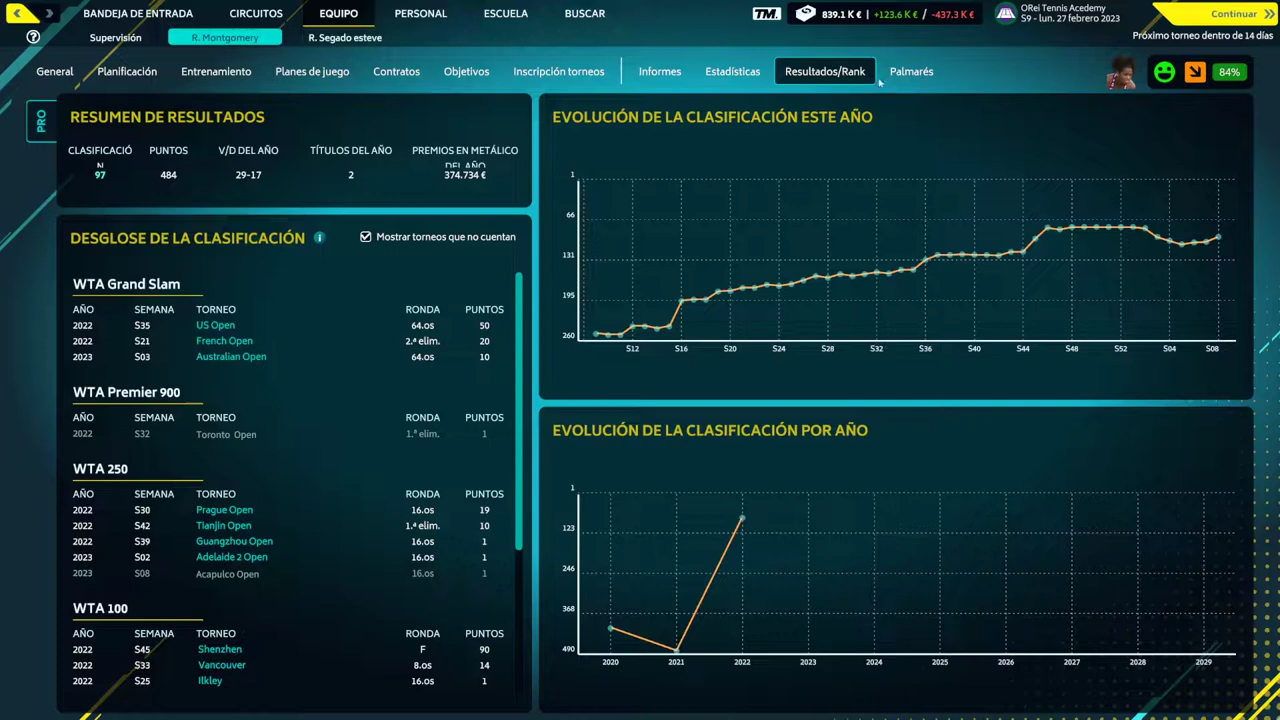 BANDEJA DE ENTRADA CIRCUITOS EQUIPO PERSONAL ESCUELA BUSCAR
TM. 839.1 K € | +123.6 K € / -437.3 K €
ORei Tennis Acedemy
S9 - lun. 27 febrero 2023
Continuar
Próximo torneo dentro de 14 días
Supervisión R. Montgomery R. Segado esteve
General Planificación Entrenamiento Planes de juego Contratos Objetivos Inscripción torneos Informes Estadísticas Resultados/Rank Palmarés
84%
PRO
RESUMEN DE RESULTADOS
CLASIFICACIÓ PUNTOS V/D DEL AÑO TÍTULOS DEL AÑO PREMIOS EN METÁLICO
N DEL AÑO
97 484 29-17 2 374.734 €
DESGLOSE DE LA CLASIFICACIÓN i Mostrar torneos que no cuentan
WTA Grand Slam
AÑO SEMANA TORNEO RONDA PUNTOS
2022 S35 US Open 64.os 50
2022 S21 French Open 2.ª elim. 20
2023 S03 Australian Open 64.os 10
WTA Premier 900
AÑO SEMANA TORNEO RONDA PUNTOS
2022 S32 Toronto Open 1.ª elim. 1
WTA 250
AÑO SEMANA TORNEO RONDA PUNTOS
2022 S30 Prague Open 16.os 19
2022 S42 Tianjin Open 1.ª elim. 10
2022 S39 Guangzhou Open 16.os 1
2023 S02 Adelaide 2 Open 16.os 1
2023 S08 Acapulco Open 16.os 1
WTA 100
AÑO SEMANA TORNEO RONDA PUNTOS
2022 S45 Shenzhen F 90
2022 S33 Vancouver 8.os 14
2022 S25 Ilkley 16.os 1
EVOLUCIÓN DE LA CLASIFICACIÓN ESTE AÑO
1
66
131
195
260
S12 S16 S20 S24 S28 S32 S36 S40 S44 S48 S52 S04 S08
EVOLUCIÓN DE LA CLASIFICACIÓN POR AÑO
1
123
246
368
490
2020 2021 2022 2023 2024 2025 2026 2027 2028 2029